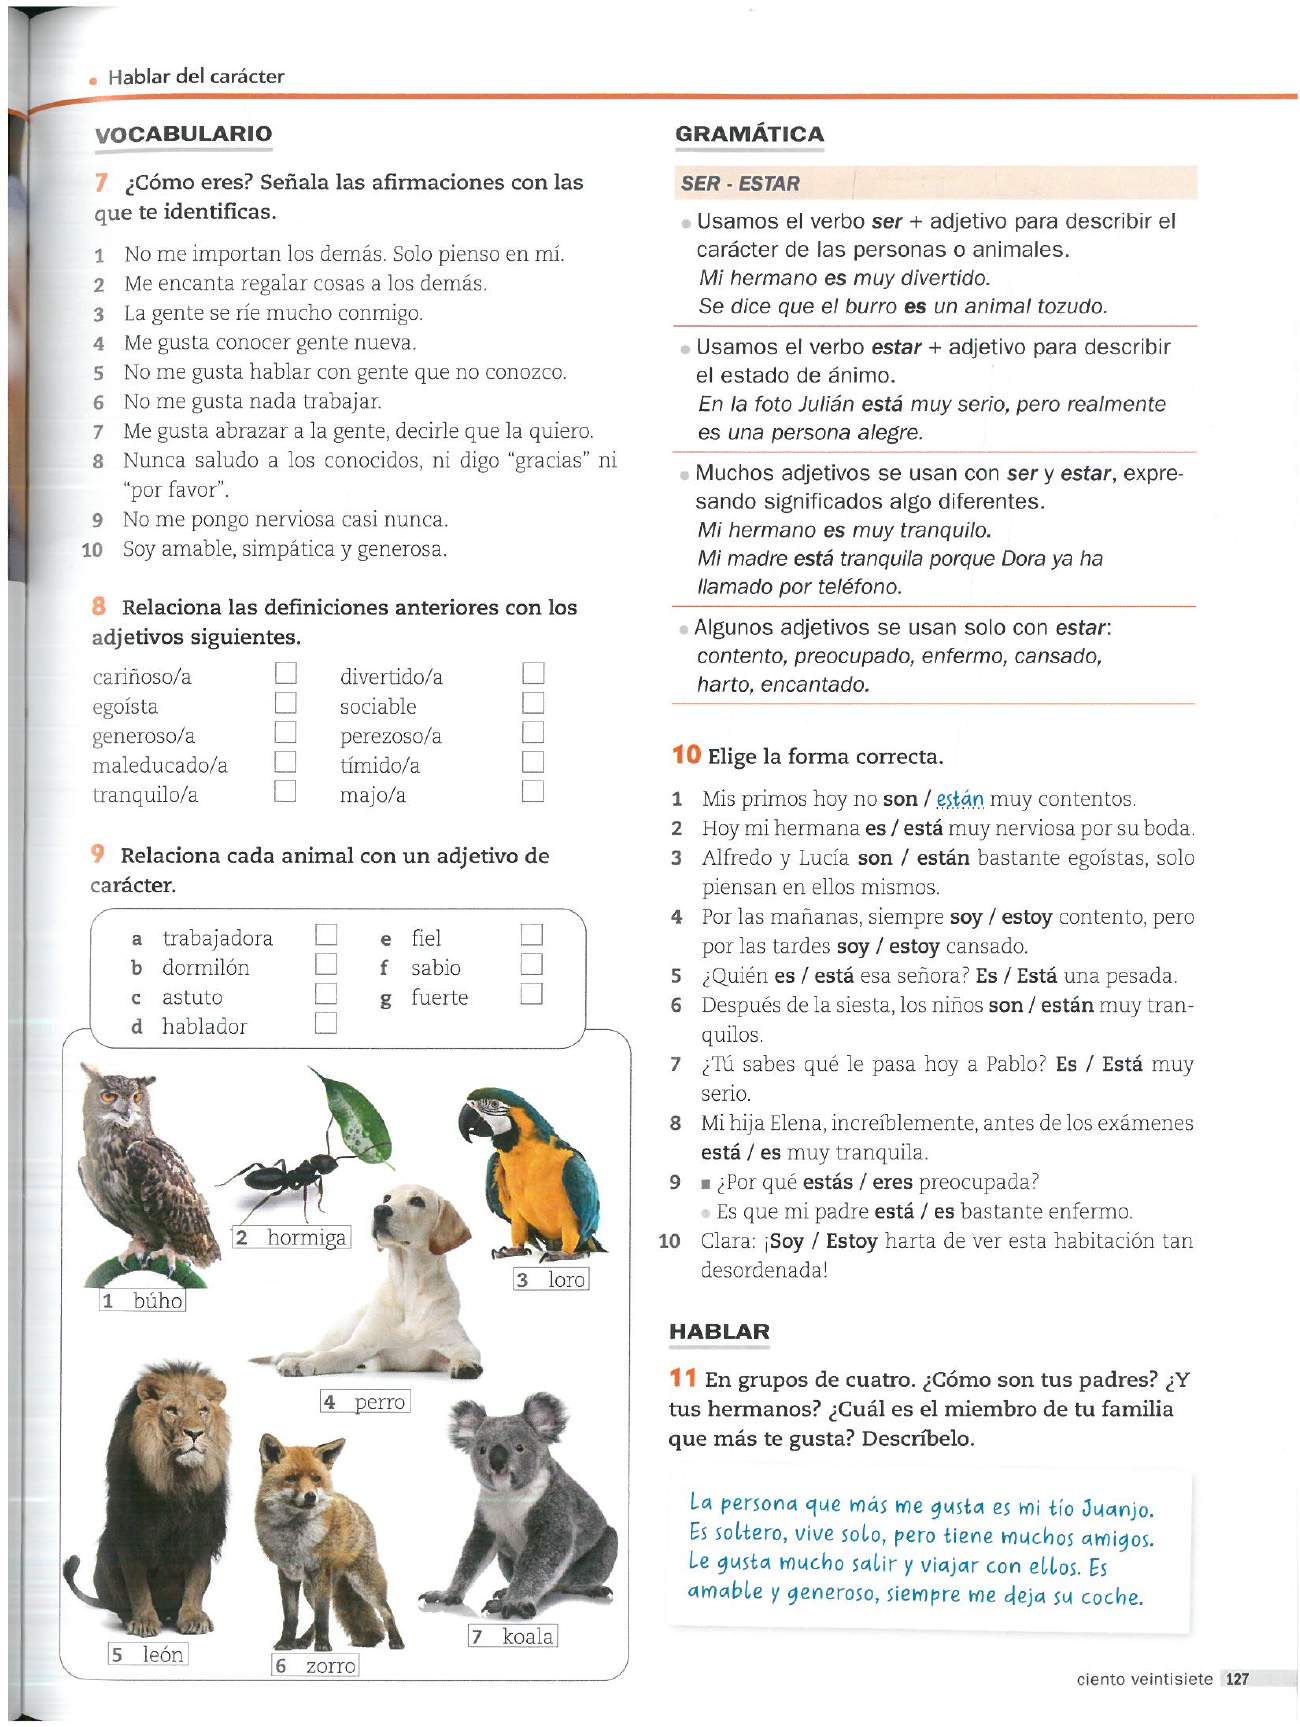 Hablar del carácter
VOCABULARIO
7 ¿Cómo eres? Señala las afirmaciones con las
que te identificas.
1 No me importan los demás. Solo pienso en mí.
2 Me encanta regalar cosas a los demás.
3 La gente se ríe mucho conmigo.
4 Me gusta conocer gente nueva.
5 No me gusta hablar con gente que no conozco.
6 No me gusta nada trabajar.
7 Me gusta abrazar a la gente, decirle que la quiero.
8 Nunca saludo a los conocidos, ni digo “gracias” ni
“por favor”.
9 No me pongo nerviosa casi nunca.
10 Soy amable, simpática y generosa.
8 Relaciona las definiciones anteriores con los
adjetivos siguientes.
cariñoso/a divertido/a
egoísta sociable
generoso/a perezoso/a
maleducado/a tímido/a
tranquilo/a majo/a
9 Relaciona cada animal con un adjetivo de
carácter.
a trabajadora e fiel
b dormilón f sabio
c astuto g fuerte
d hablador
2 hormiga
3 loro
1 búho
4 perro
7 koala
5 león
6 zorro
GRAMÁTICA
SER - ESTAR
Usamos el verbo ser + adjetivo para describir el
carácter de las personas o animales.
Mi hermano es muy divertido.
Se dice que el burro es un animal tozudo.
Usamos el verbo estar + adjetivo para describir
el estado de ánimo.
En la foto Julián está muy serio, pero realmente
es una persona alegre.
Muchos adjetivos se usan con ser y estar, expre-
sando significados algo diferentes.
Mi hermano es muy tranquilo.
Mi madre está tranquila porque Dora ya ha
llamado por teléfono.
Algunos adjetivos se usan solo con estar:
contento, preocupado, enfermo, cansado,
harto, encantado.
10 Elige la forma correcta.
1 Mis primos hoy no son / están muy contentos.
2 Hoy mi hermana es / está muy nerviosa por su boda.
3 Alfredo y Lucía son / están bastante egoístas, solo
piensan en ellos mismos.
4 Por las mañanas, siempre soy / estoy contento, pero
por las tardes soy / estoy cansado.
5 ¿Quién es / está esa señora? Es / Está una pesada.
6 Después de la siesta, los niños son / están muy tran-
quilos.
7 ¿Tú sabes qué le pasa hoy a Pablo? Es / Está muy
serio.
8 Mi hija Elena, increíblemente, antes de los exámenes
está / es muy tranquila.
9 ■ ¿Por qué estás / eres preocupada?
Es que mi padre está / es bastante enfermo.
10 Clara: ¡Soy / Estoy harta de ver esta habitación tan
desordenada!
HABLAR
11 En grupos de cuatro. ¿Cómo son tus padres? ¿Y
tus hermanos? ¿Cuál es el miembro de tu familia
que más te gusta? Descríbelo.
La persona que más me gusta es mi tío Juanjo.
Es soltero, vive solo, pero tiene muchos amigos.
Le gusta mucho salir y viajar con ellos. Es
amable y generoso, siempre me deja su coche.
ciento veintisiete 127